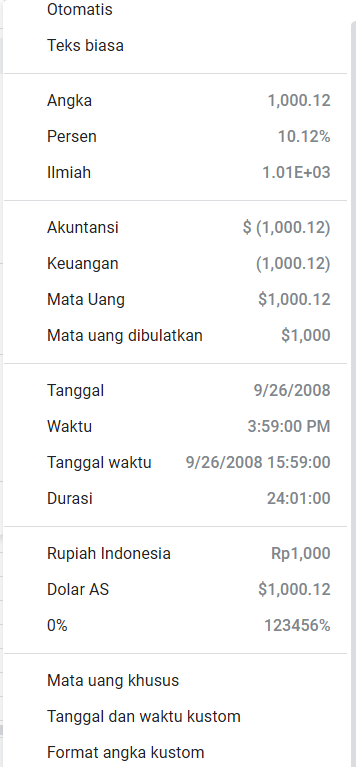 Otomatis
Teks biasa
Angka 1,000.12
Persen 10.12%
Ilmiah 1.01E+03
Akuntansi $ (1,000.12)
Keuangan (1,000.12)
Mata Uang $1,000.12
Mata uang dibulatkan $1,000
Tanggal 9/26/2008
Waktu 3:59:00 PM
Tanggal waktu 9/26/2008 15:59:00
Durasi 24:01:00
Rupiah Indonesia Rp1,000
Dolar AS $1,000.12
0% 123456%
Mata uang khusus
Tanggal dan waktu kustom
Format angka kustom